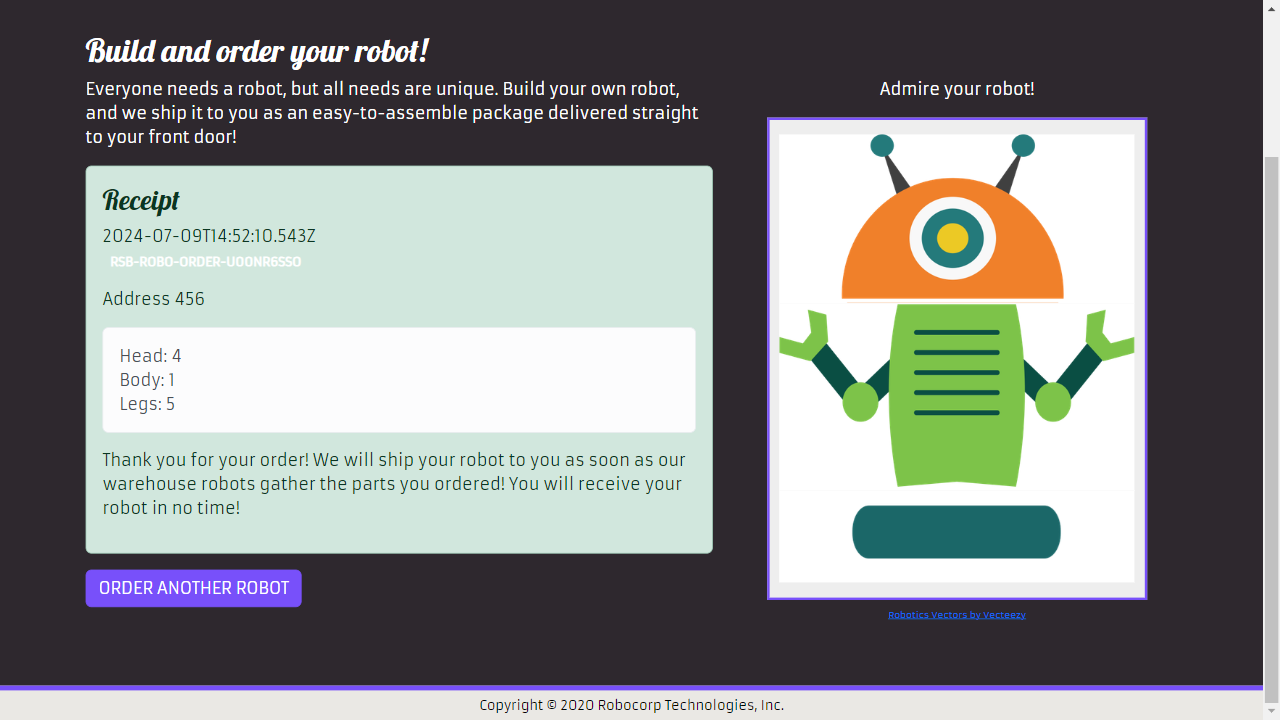 Build and order your robot!
Everyone needs a robot, but all needs are unique. Build your own robot,
and we ship it to you as an easy-to-assemble package delivered straight
to your front door!
Receipt
2024-07-09T14:52:10.543Z
RSB-ROBO-ORDER-U0ONR6SSO
Address 456
Head: 4
Body: 1
Legs: 5
Thank you for your order! We will ship your robot to you as soon as our
warehouse robots gather the parts you ordered! You will receive your
robot in no time!
ORDER ANOTHER ROBOT
Admire your robot!
Robotics Vectors by Vecteezy
Copyright © 2020 Robocorp Technologies, Inc.